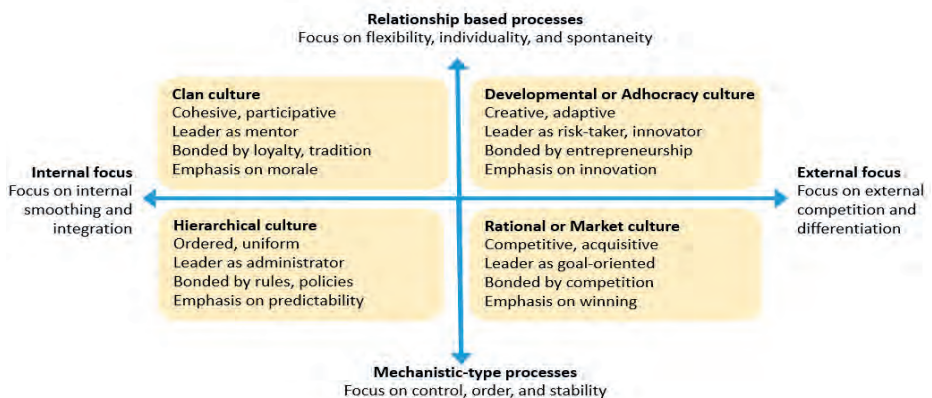 Relationship based processes
Focus on flexibility, individuality, and spontaneity
Clan culture
Cohesive, participative
Leader as mentor
Bonded by loyalty, tradition
Emphasis on morale
Developmental or Adhocracy culture
Creative, adaptive
Leader as risk-taker, innovator
Bonded by entrepreneurship
Emphasis on innovation
Internal focus
Focus on internal
smoothing and
integration
External focus
Focus on external
competition and
differentiation
Hierarchical culture
Ordered, uniform
Leader as administrator
Bonded by rules, policies
Emphasis on predictability
Rational or Market culture
Competitive, acquisitive
Leader as goal-oriented
Bonded by competition
Emphasis on winning
Mechanistic-type processes
Focus on control, order, and stability